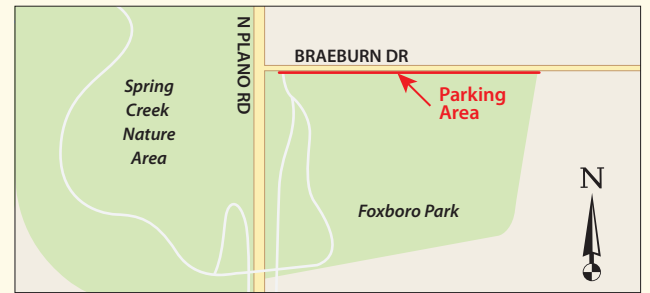 N PLANO RD
BRAEBURN DR
Spring
Creek
Nature
Area
Parking
Area
Foxboro Park
N